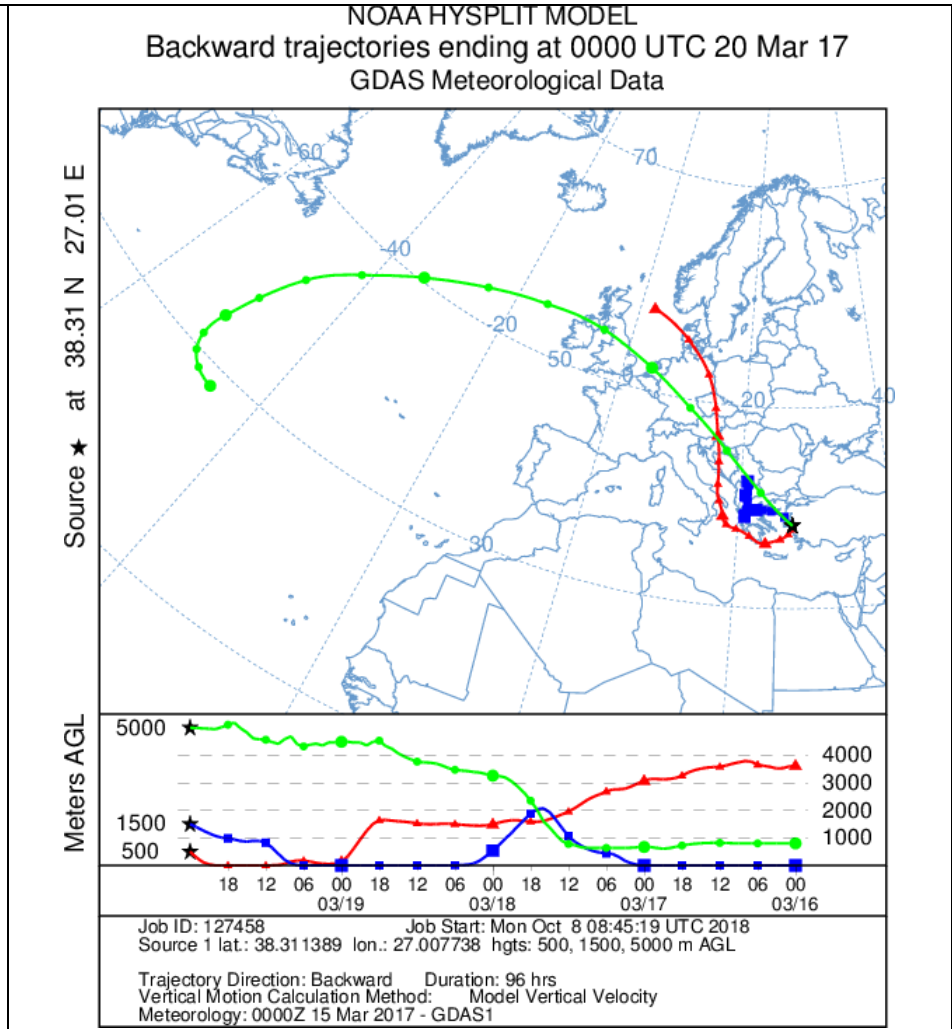 NOAA HYSPLIT MODEL
Backward trajectories ending at 0000 UTC 20 Mar 17
GDAS Meteorological Data
Source ★ at 38.31 N 27.01 E
-60
70
-40
-20
50
20
40
30
Meters AGL
5000
1500
500
4000
3000
2000
1000
18 12 06 00 18 12 06 00 18 12 06 00 18 12 06 00
03/19 03/18 03/17 03/16
Job ID: 127458 Job Start: Mon Oct 8 08:45:19 UTC 2018
Source 1 lat.: 38.311389 lon.: 27.007738 hgts: 500, 1500, 5000 m AGL
Trajectory Direction: Backward Duration: 96 hrs
Vertical Motion Calculation Method: Model Vertical Velocity
Meteorology: 0000Z 15 Mar 2017 - GDAS1